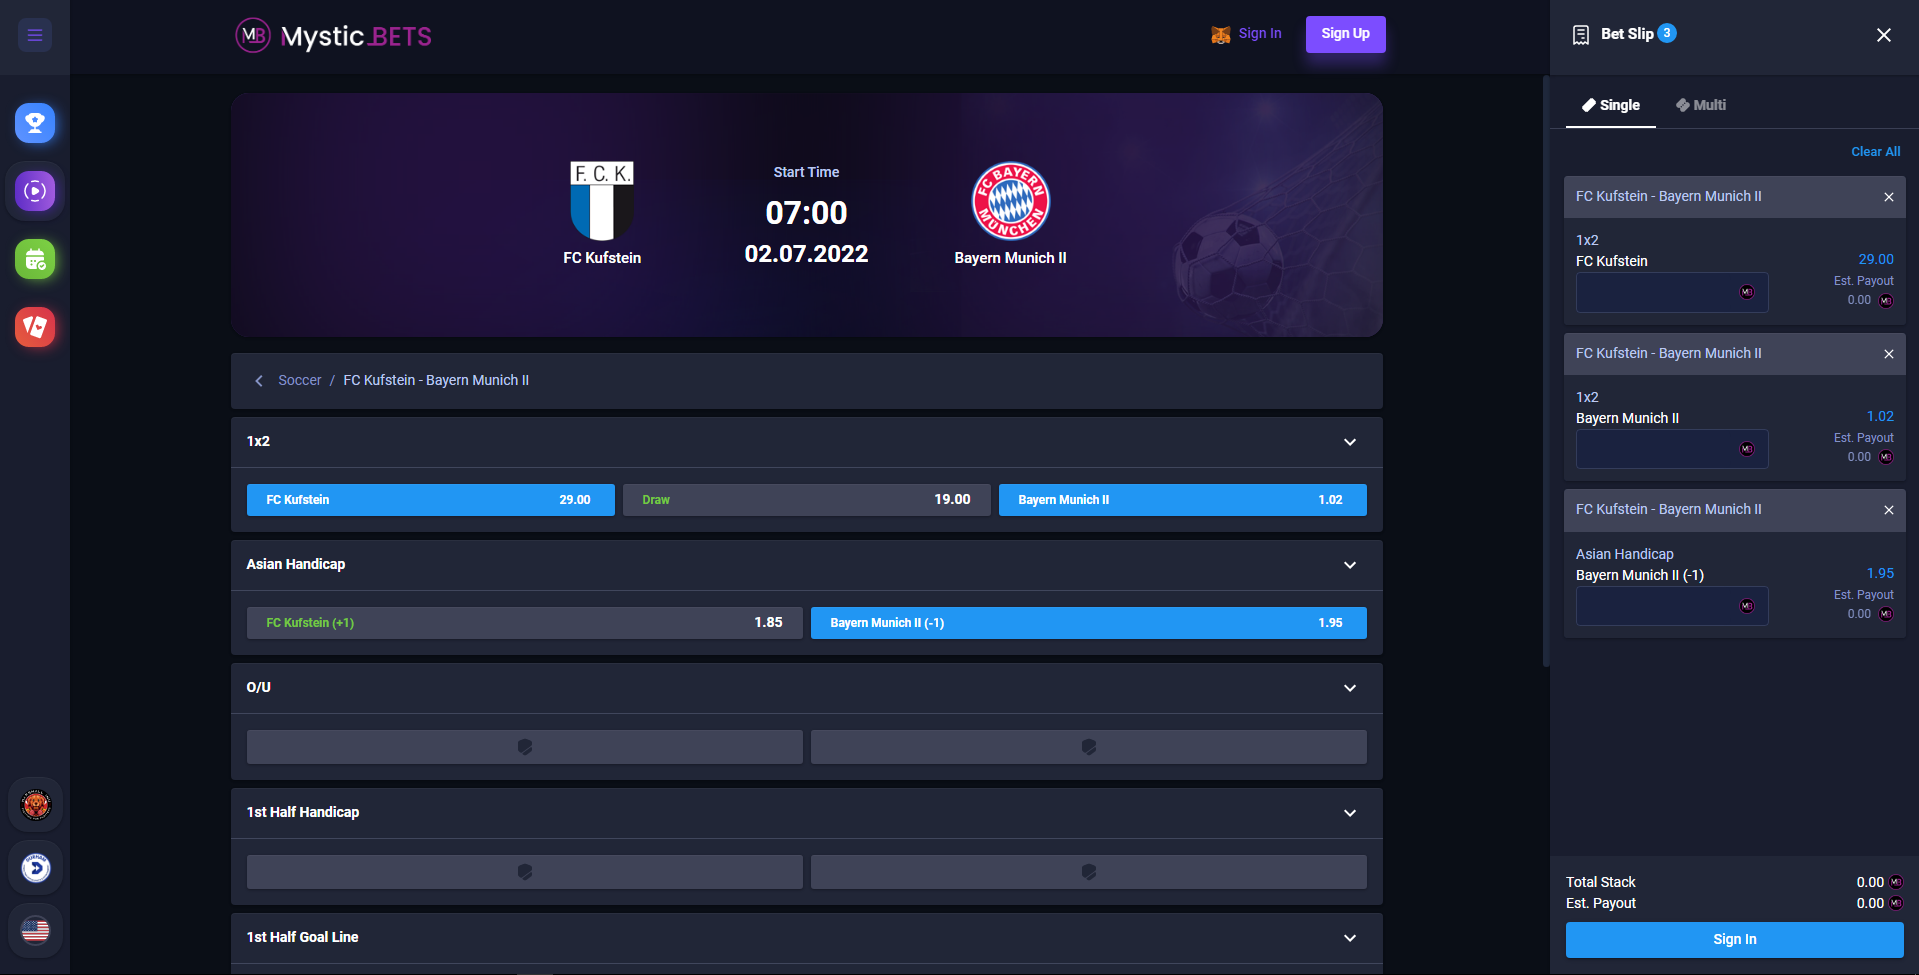 MB Mystic.BETS
Sign In
Sign Up
Bet Slip 3
F. C. K.
FC Kufstein
Start Time
07:00
02.07.2022
FC BAYERN
MÜNCHEN
Bayern Munich II
Soccer / FC Kufstein - Bayern Munich II
1x2
FC Kufstein 29.00
Draw 19.00
Bayern Munich II 1.02
Asian Handicap
FC Kufstein (+1) 1.85
Bayern Munich II (-1) 1.95
O/U
1st Half Handicap
1st Half Goal Line
Single
Multi
Clear All
FC Kufstein - Bayern Munich II
1x2
FC Kufstein
29.00
Est. Payout
0.00
FC Kufstein - Bayern Munich II
1x2
Bayern Munich II
1.02
Est. Payout
0.00
FC Kufstein - Bayern Munich II
Asian Handicap
Bayern Munich II (-1)
1.95
Est. Payout
0.00
Total Stack 0.00
Est. Payout 0.00
Sign In